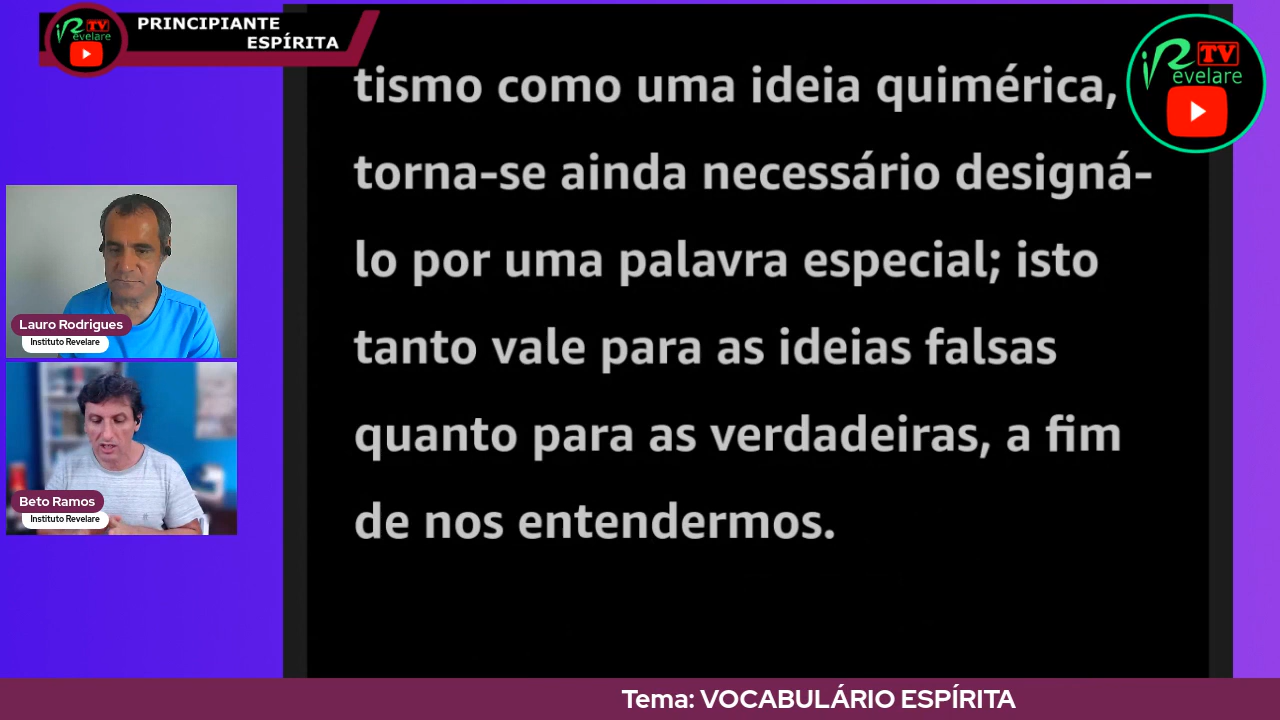 PRINCIPIANTE
ESPÍRITA
iR TV
evelare
iR TV
evelare
tismo como uma ideia quimérica,
torna-se ainda necessário designá-
lo por uma palavra especial; isto
tanto vale para as ideias falsas
quanto para as verdadeiras, a fim
de nos entendermos.
Lauro Rodrigues
Instituto Revelare
Beto Ramos
Instituto Revelare
Tema: VOCABULÁRIO ESPÍRITA